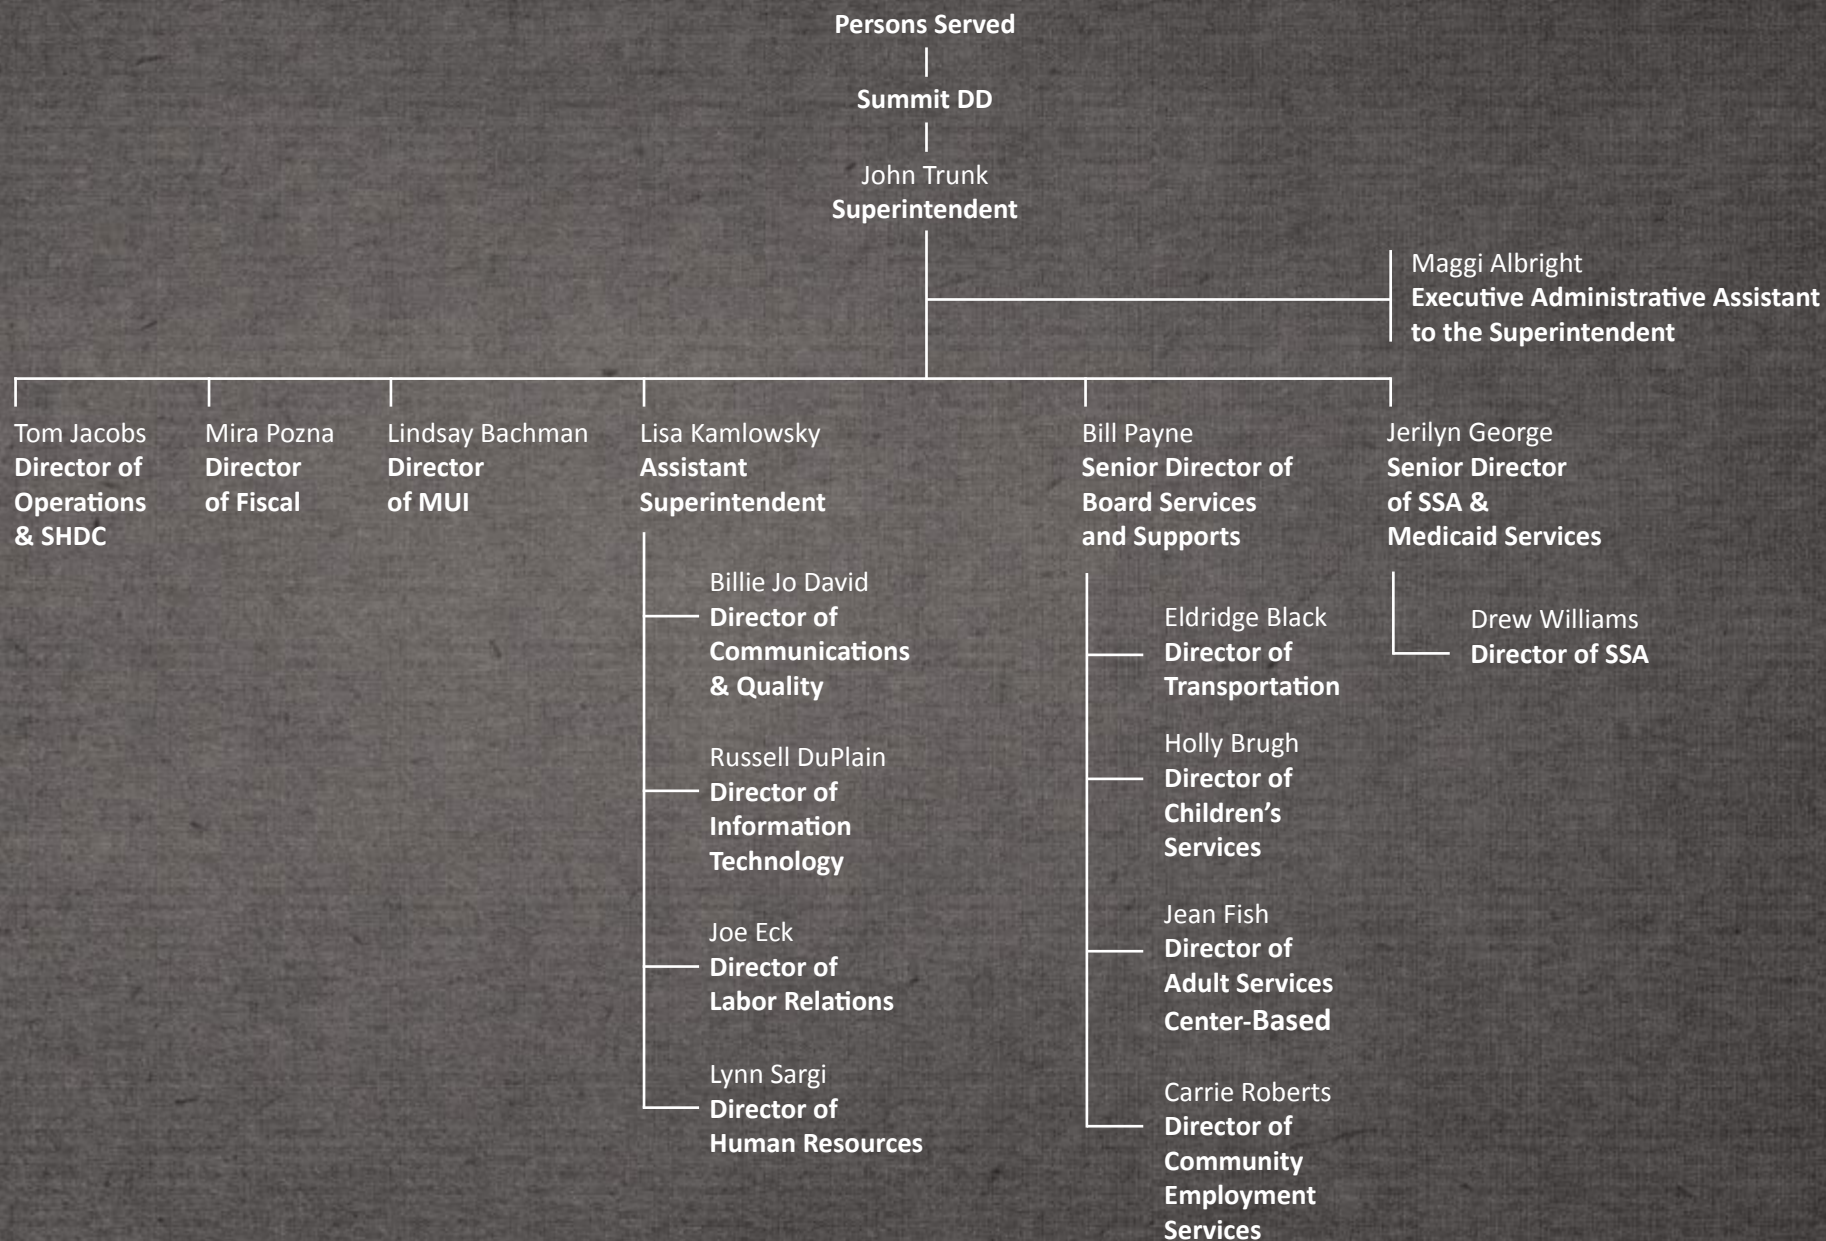 Persons Served
Summit DD
John Trunk
Superintendent
Maggi Albright
Executive Administrative Assistant
to the Superintendent
Tom Jacobs
Director of
Operations
& SHDC
Mira Pozna
Director
of Fiscal
Lindsay Bachman
Director
of MUI
Lisa Kamlowsky
Assistant
Superintendent
Billie Jo David
Director of
Communications
& Quality
Russell DuPlain
Director of
Information
Technology
Joe Eck
Director of
Labor Relations
Lynn Sargi
Director of
Human Resources
Bill Payne
Senior Director of
Board Services
and Supports
Eldridge Black
Director of
Transportation
Holly Brugh
Director of
Children’s
Services
Jean Fish
Director of
Adult Services
Center-Based
Carrie Roberts
Director of
Community
Employment
Services
Jerilyn George
Senior Director
of SSA &
Medicaid Services
Drew Williams
Director of SSA